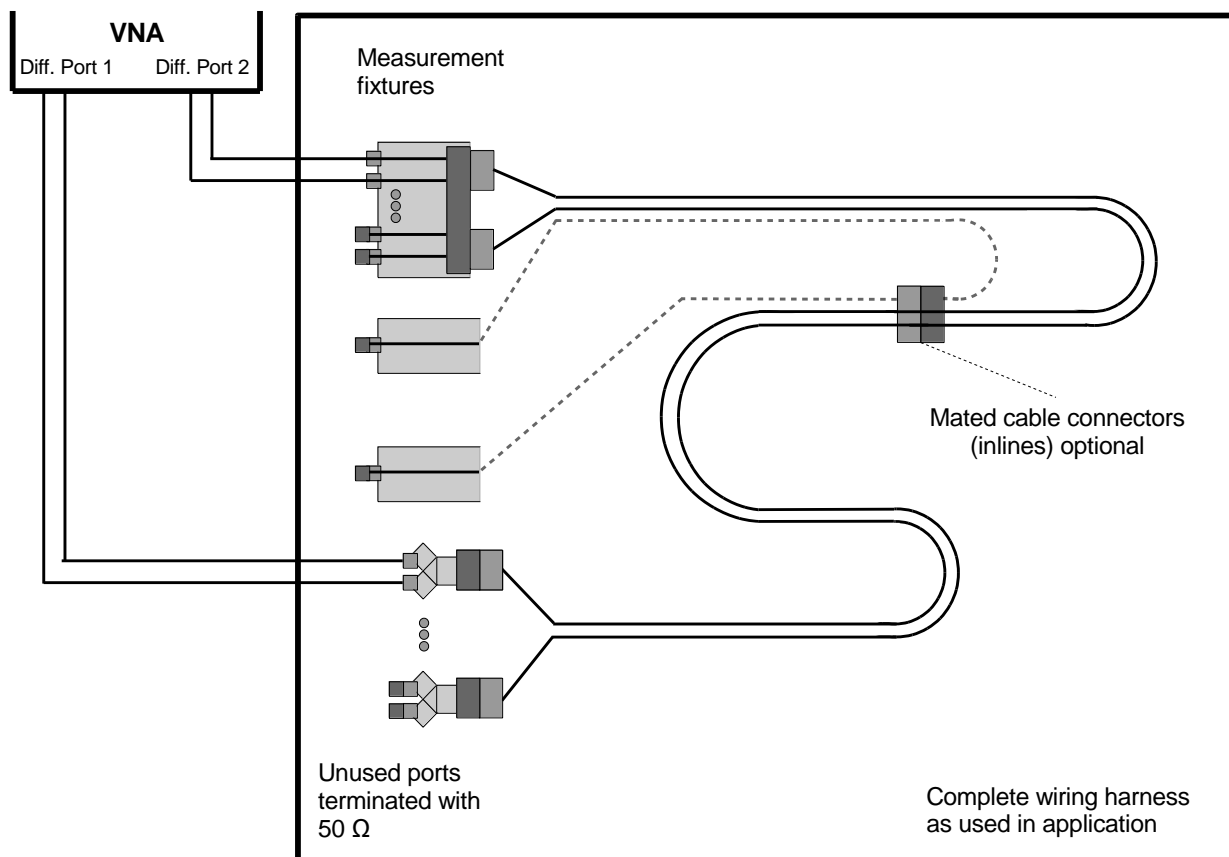 VNA
Diff. Port 1 Diff. Port 2
Measurement
fixtures
Mated cable connectors
(inlines) optional
Unused ports
terminated with
50 Ω
Complete wiring harness
as used in application